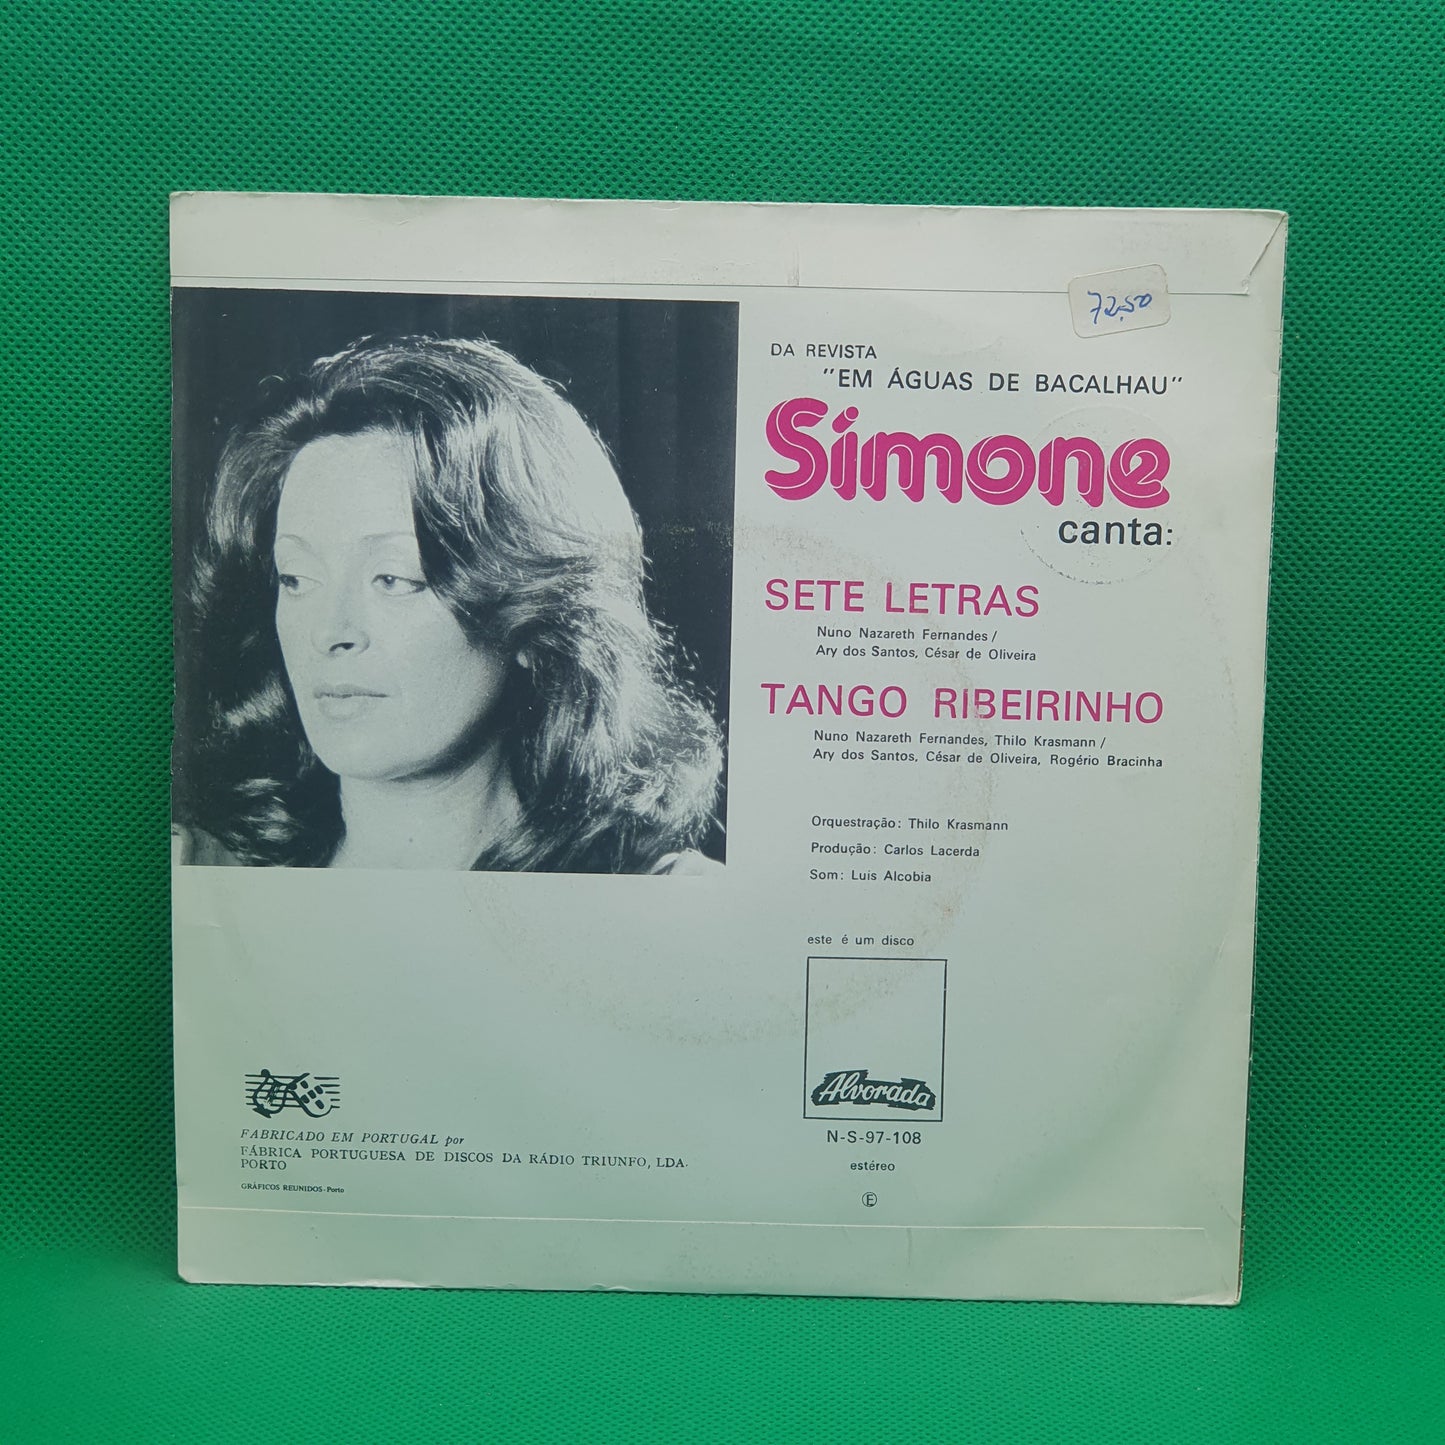 72.50
DA REVISTA
"EM ÁGUAS DE BACALHAU"
Simone
canta:
SETE LETRAS
Nuno Nazareth Fernandes /
Ary dos Santos, César de Oliveira
TANGO RIBEIRINHO
Nuno Nazareth Fernandes, Thilo Krasmann /
Ary dos Santos, César de Oliveira, Rogério Bracinha
Orquestração: Thilo Krasmann
Produção: Carlos Lacerda
Som: Luis Alcobia
este é um disco
Alvorada
N-S-97-108
estéreo
E
FABRICADO EM PORTUGAL por
FÁBRICA PORTUGUESA DE DISCOS DA RÁDIO TRIUNFO, LDA.
PORTO
GRÁFICOS REUNIDOS-Porto